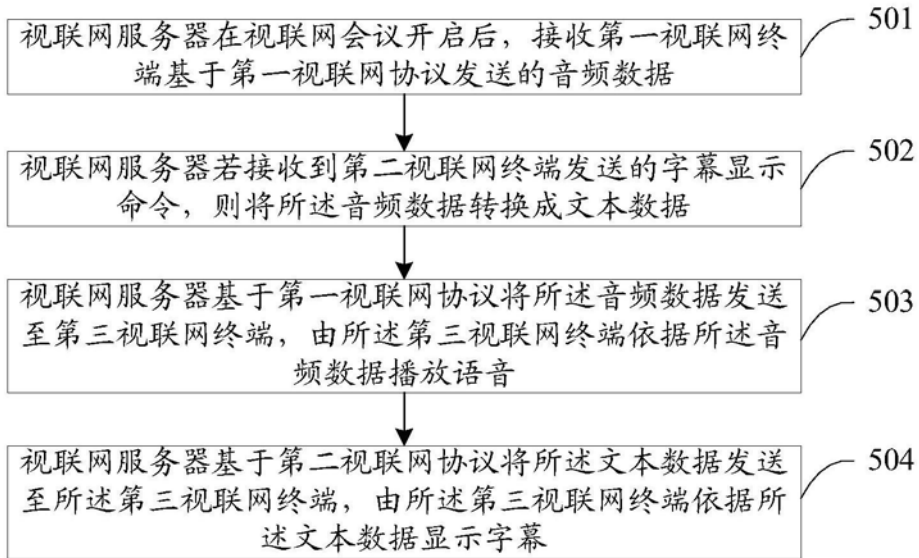 视联网服务器在视联网会议开启后，接收第一视联网终
端基于第一视联网协议发送的音频数据
501
视联网服务器若接收到第二视联网终端发送的字幕显示
命令，则将所述音频数据转换成文本数据
502
视联网服务器基于第一视联网协议将所述音频数据发送
至第三视联网终端，由所述第三视联网终端依据所述音
频数据播放语音
503
视联网服务器基于第二视联网协议将所述文本数据发送
至所述第三视联网终端，由所述第三视联网终端依据所
述文本数据显示字幕
504